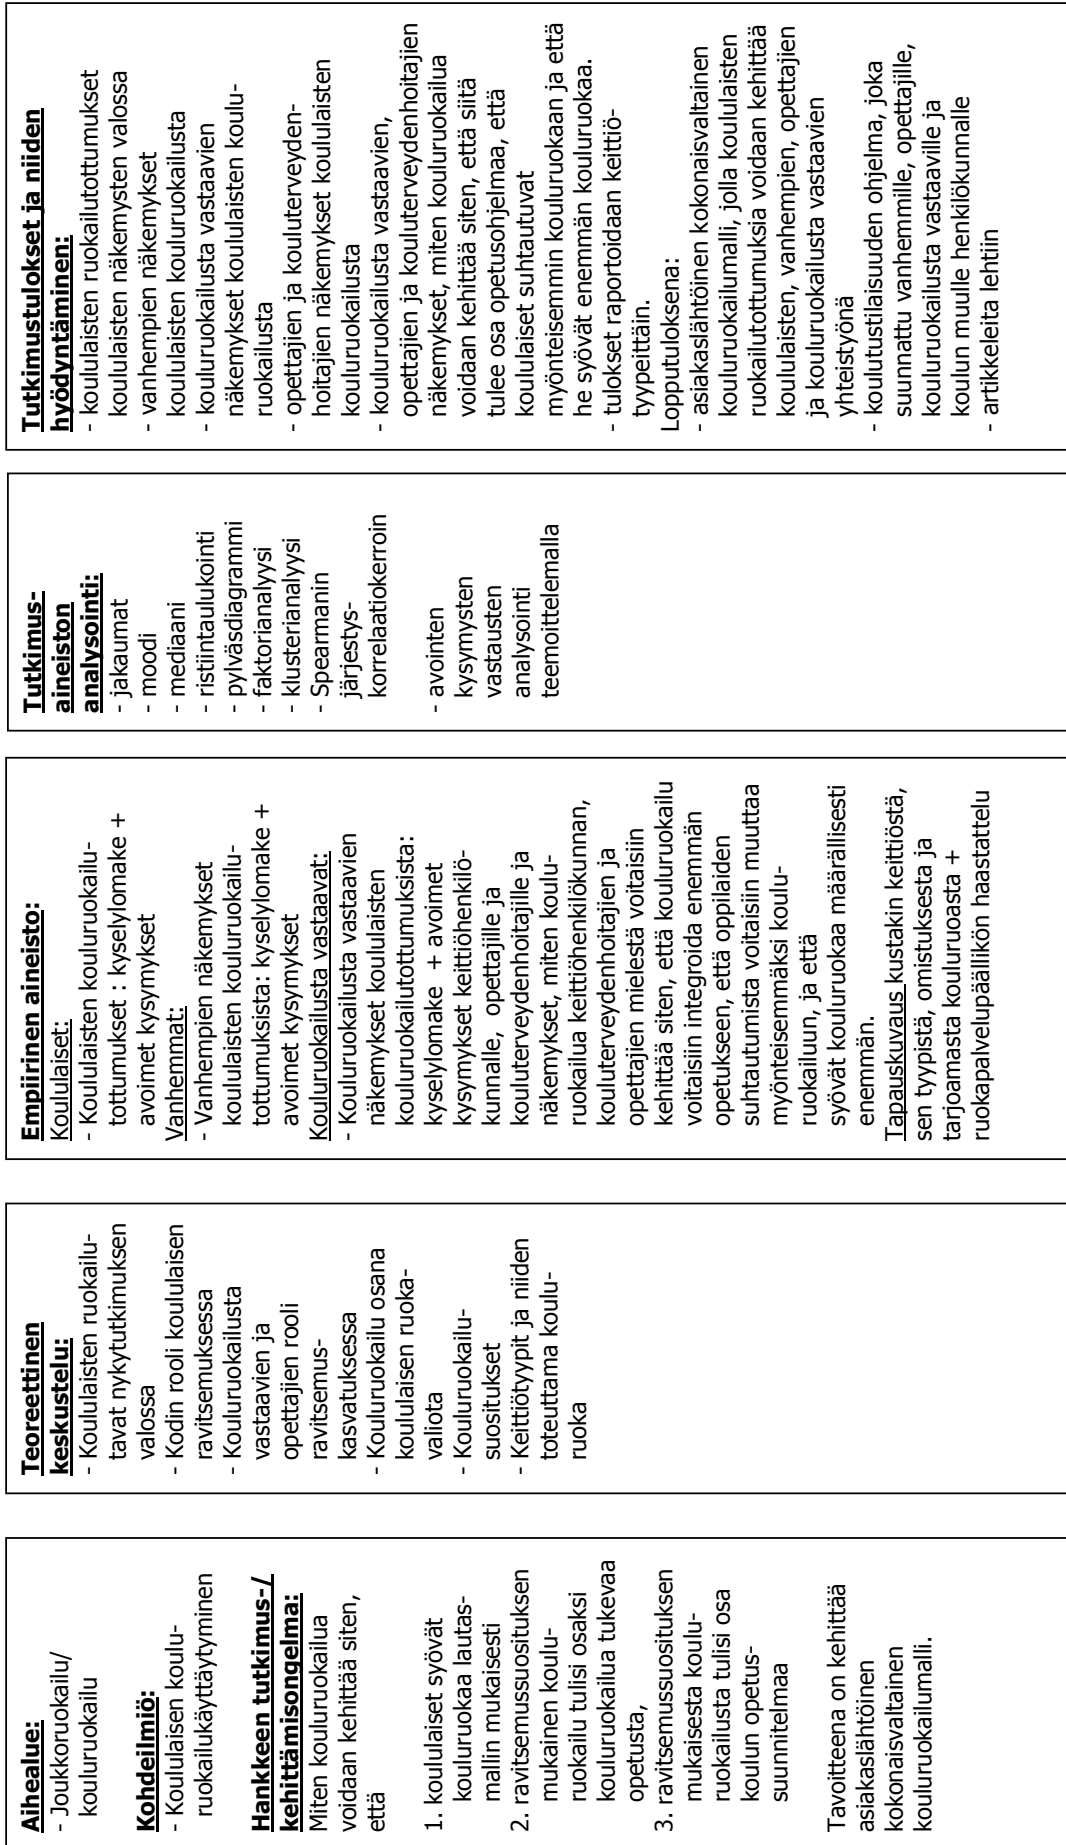 Aihealue:
- Joukkoruokailu/
kouluruokailu
Kohdeilmiö:
- Koululaisen koulu-
ruokailukäyttäytyminen
Hankkeen tutkimus-/
kehittämisongelma:
Miten kouluruokailua
voidaan kehittää siten,
että
1. koululaiset syövät
kouluruokaa lautas-
mallin mukaisesti
2. ravitsemussuosituksen
mukainen koulu-
ruokailu tulisi osaksi
kouluruokailua tukevaa
opetusta,
3. ravitsemussuosituksen
mukaisesta koulu-
ruokailusta tulisi osa
koulun opetus-
suunnitelmaa
Tavoitteena on kehittää
asiakaslähtöinen
kokonaisvaltainen
kouluruokailumalli.
Teoreettinen
keskustelu:
- Koululaisten ruokailu-
tavat nykytutkimuksen
valossa
- Kodin rooli koululaisen
ravitsemuksessa
- Kouluruokailusta
vastaavien ja
opettajien rooli
ravitsemus-
kasvatuksessa
- Kouluruokailu osana
koululaisen ruoka-
valiota
- Kouluruokailu-
suositukset
- Keittiötyypit ja niiden
toteuttama koulu-
ruoka
Empiirinen aineisto:
Koululaiset:
- Koululaisten kouluruokailu-
tottumukset : kyselylomake +
avoimet kysymykset
Vanhemmat:
- Vanhempien näkemykset
koululaisten kouluruokailu-
tottumuksista: kyselylomake +
avoimet kysymykset
Kouluruokailusta vastaavat:
- Kouluruokailusta vastaavien
näkemykset koululaisten
kouluruokailutottumuksista:
kyselylomake + avoimet
kysymykset keittiöhenkilö-
kunnalle, opettajille ja
kouluterveydenhoitajille ja
näkemykset, miten koulu-
ruokailua keittiöhenkilökunnan,
kouluterveydenhoitajien ja
opettajien mielestä voitaisiin
kehittää siten, että kouluruokailu
voitaisiin integroida enemmän
opetukseen, että oppilaiden
suhtautumista voitaisiin muuttaa
myönteisemmäksi koulu-
ruokailuun, ja että
syövät kouluruokaa määrällisesti
enemmän.
Tapauskuvaus kustakin keittiöstä,
sen tyypistä, omistuksesta ja
tarjoamasta kouluruoasta +
ruokapalvelupäällikön haastattelu
Tutkimus-
aineiston
analysointi:
- jakaumat
- moodi
- mediaani
- ristiintaulukointi
- pylväsdiagrammi
- faktorianalyysi
- klusterianalyysi
- Spearmanin
järjestys-
korrelaatiokerroin
- avointen
kysymysten
vastausten
analysointi
teemoittelemalla
Tutkimustulokset ja niiden
hyödyntäminen:
- koululaisten ruokailutottumukset
koululaisten näkemysten valossa
- vanhempien näkemykset
koululaisten kouluruokailusta
- kouluruokailusta vastaavien
näkemykset koululaisten koulu-
ruokailusta
- opettajien ja kouluterveyden-
hoitajien näkemykset koululaisten
kouluruokailusta
- kouluruokailusta vastaavien,
opettajien ja kouluterveydenhoitajien
näkemykset, miten kouluruokailua
voidaan kehittää siten, että siitä
tulee osa opetusohjelmaa, että
koululaiset suhtautuvat
myönteisemmin kouluruokaan ja että
he syövät enemmän kouluruokaa.
- tulokset raportoidaan keittiö-
tyypeittäin.
Lopputuloksena:
- asiakaslähtöinen kokonaisvaltainen
kouluruokailumalli, jolla koululaisten
ruokailutottumuksia voidaan kehittää
koululaisten, vanhempien, opettajien
ja kouluruokailusta vastaavien
yhteistyönä
- koulutustilaisuuden ohjelma, joka
suunnattu vanhemmille, opettajille,
kouluruokailusta vastaaville ja
koulun muulle henkilökunnalle
- artikkeleita lehtiin